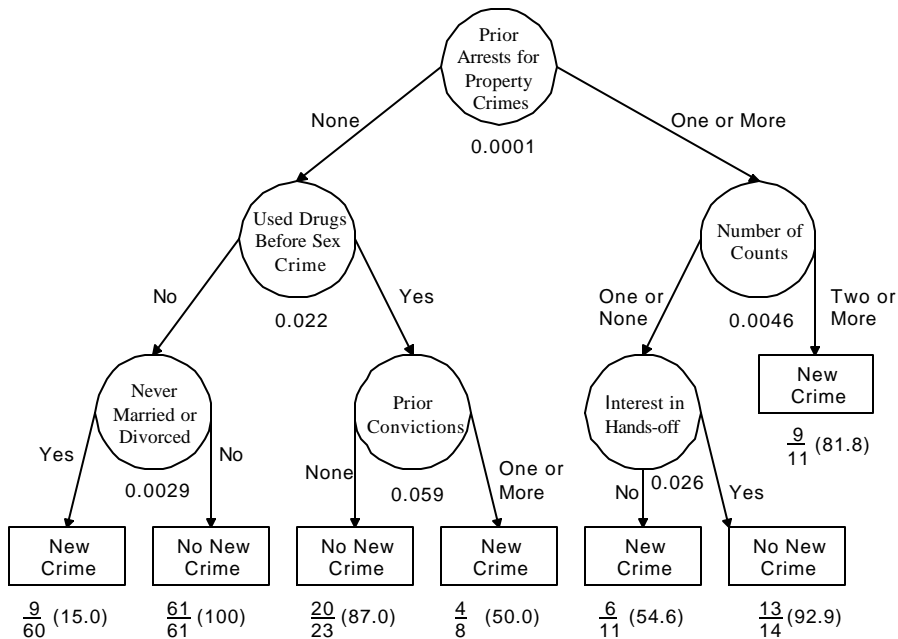 Prior
Arrests for
Property
Crimes
None
One or More
0.0001
Used Drugs
Before Sex
Crime
Number of
Counts
No
Yes
One or
None
Two or
More
0.022
0.0046
New
Crime
9/11 (81.8)
Never
Married or
Divorced
Prior
Convictions
Interest in
Hands-off
Yes
No
None
One or
More
No
Yes
0.0029
0.059
0.026
New
Crime
No New
Crime
No New
Crime
New
Crime
New
Crime
No New
Crime
9/60 (15.0)
61/61 (100)
20/23 (87.0)
4/8 (50.0)
6/11 (54.6)
13/14 (92.9)